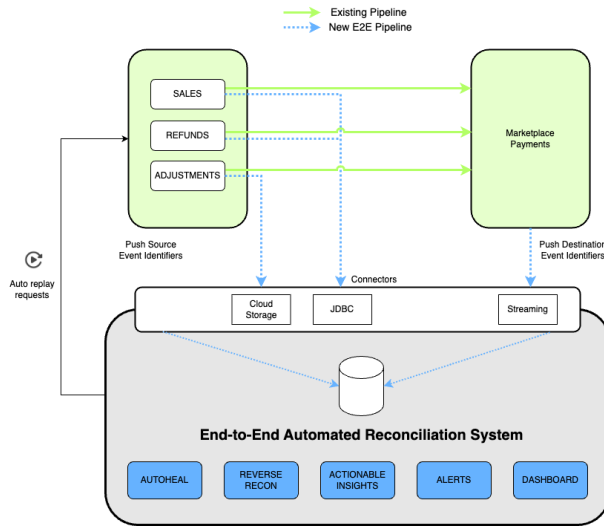 Existing Pipeline
New E2E Pipeline
SALES
REFUNDS
ADJUSTMENTS
Marketplace
Payments
Push Source
Event Identifiers
Push Destination
Event Identifiers
Auto replay
requests
Connectors
Cloud
Storage
JDBC
Streaming
End-to-End Automated Reconciliation System
AUTOHEAL
REVERSE
RECON
ACTIONABLE
INSIGHTS
ALERTS
DASHBOARD